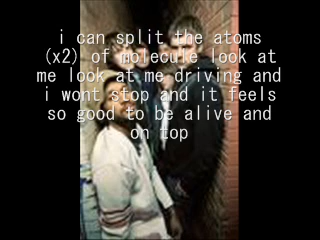 i can split the atoms
(x2) of molecule look at
me look at me driving and
i wont stop and it feels
so good to be alive and
on top